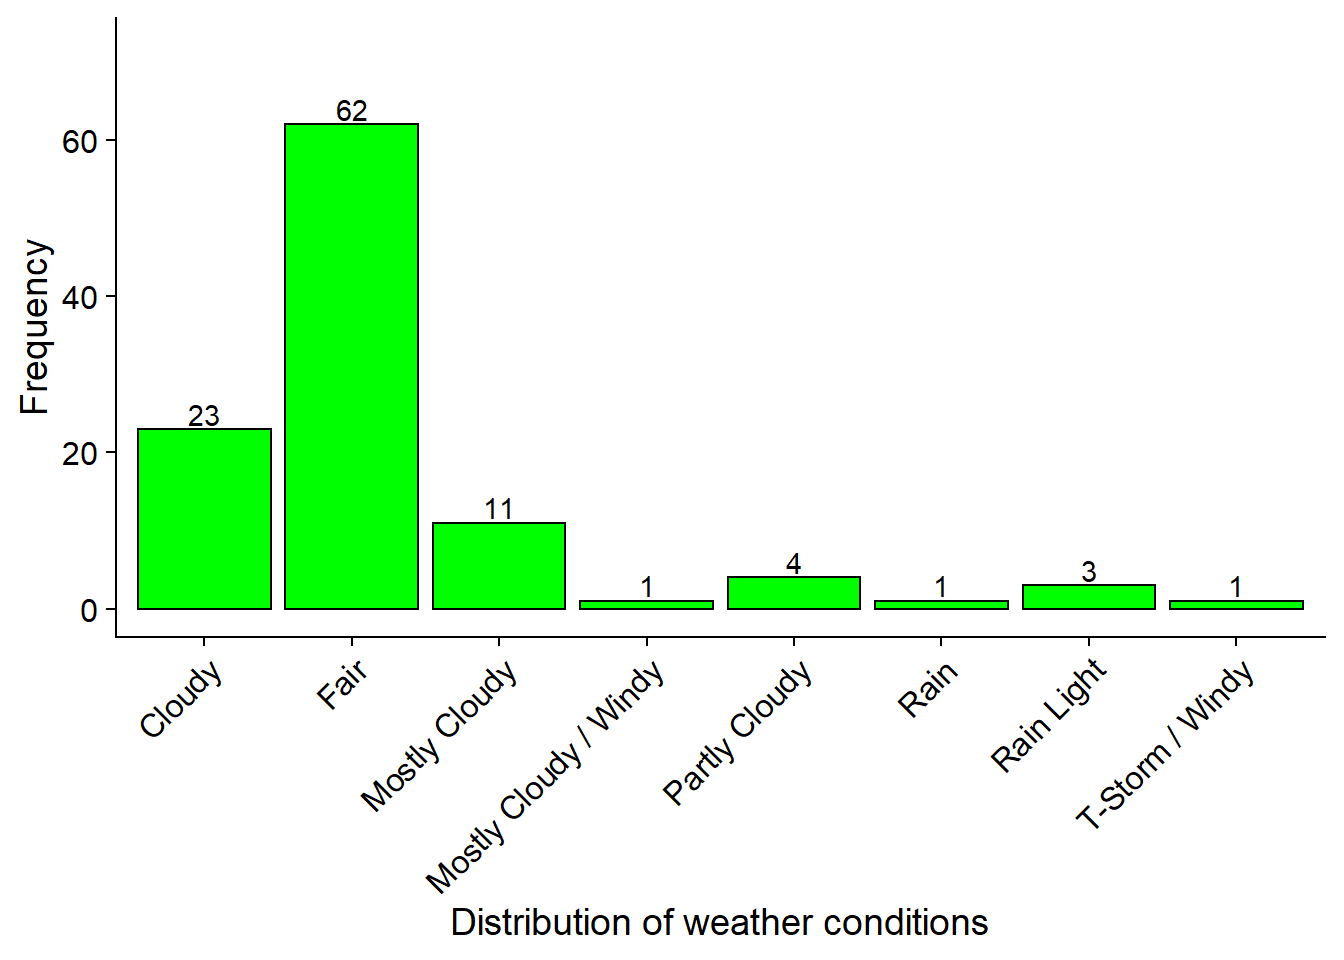 Frequency
60
40
20
0
23
62
11
1
4
1
3
1
Cloudy
Fair
Mostly Cloudy
Mostly Cloudy / Windy
Partly Cloudy
Rain
Rain Light
T-Storm / Windy
Distribution of weather conditions